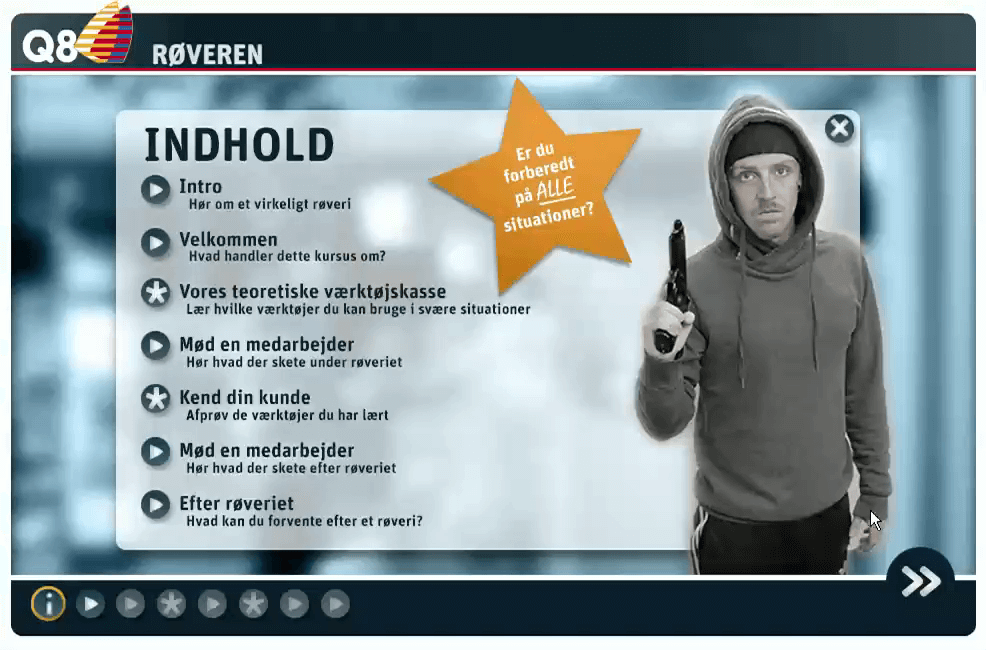 Q8
RØVEREN
INDHOLD
Er du
forberedt
på ALLE
situationer?
Intro
Hør om et virkeligt røveri
Velkommen
Hvad handler dette kursus om?
Vores teoretiske værktøjskasse
Lær hvilke værktøjer du kan bruge i svære situationer
Mød en medarbejder
Hør hvad der skete under røveriet
Kend din kunde
Afprøv de værktøjer du har lært
Mød en medarbejder
Hør hvad der skete efter røveriet
Efter røveriet
Hvad kan du forvente efter et røveri?